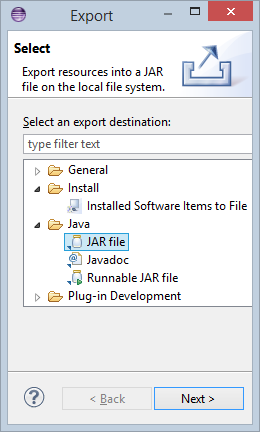 Export
Select
Export resources into a JAR
file on the local file system.
Select an export destination:
type filter text
General
Install
Installed Software Items to File
Java
JAR file
Javadoc
Runnable JAR file
Plug-in Development
?
< Back
Next >